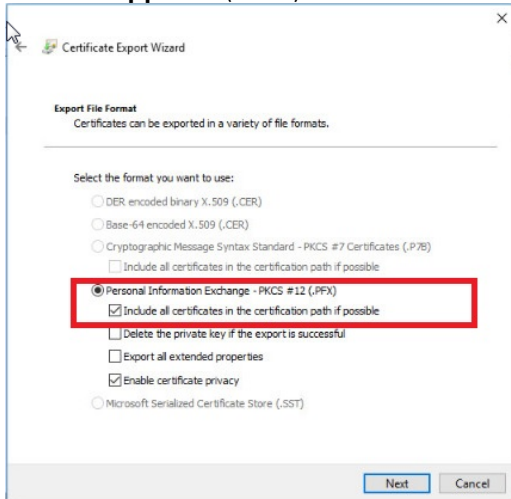 Certificate Export Wizard
Export File Format
Certificates can be exported in a variety of file formats.
Select the format you want to use:
DER encoded binary X.509 (.CER)
Base-64 encoded X.509 (.CER)
Cryptographic Message Syntax Standard - PKCS #7 Certificates (.P7B)
Include all certificates in the certification path if possible
Personal Information Exchange - PKCS #12 (.PFX)
Include all certificates in the certification path if possible
Delete the private key if the export is successful
Export all extended properties
Enable certificate privacy
Microsoft Serialized Certificate Store (.SST)
Next Cancel